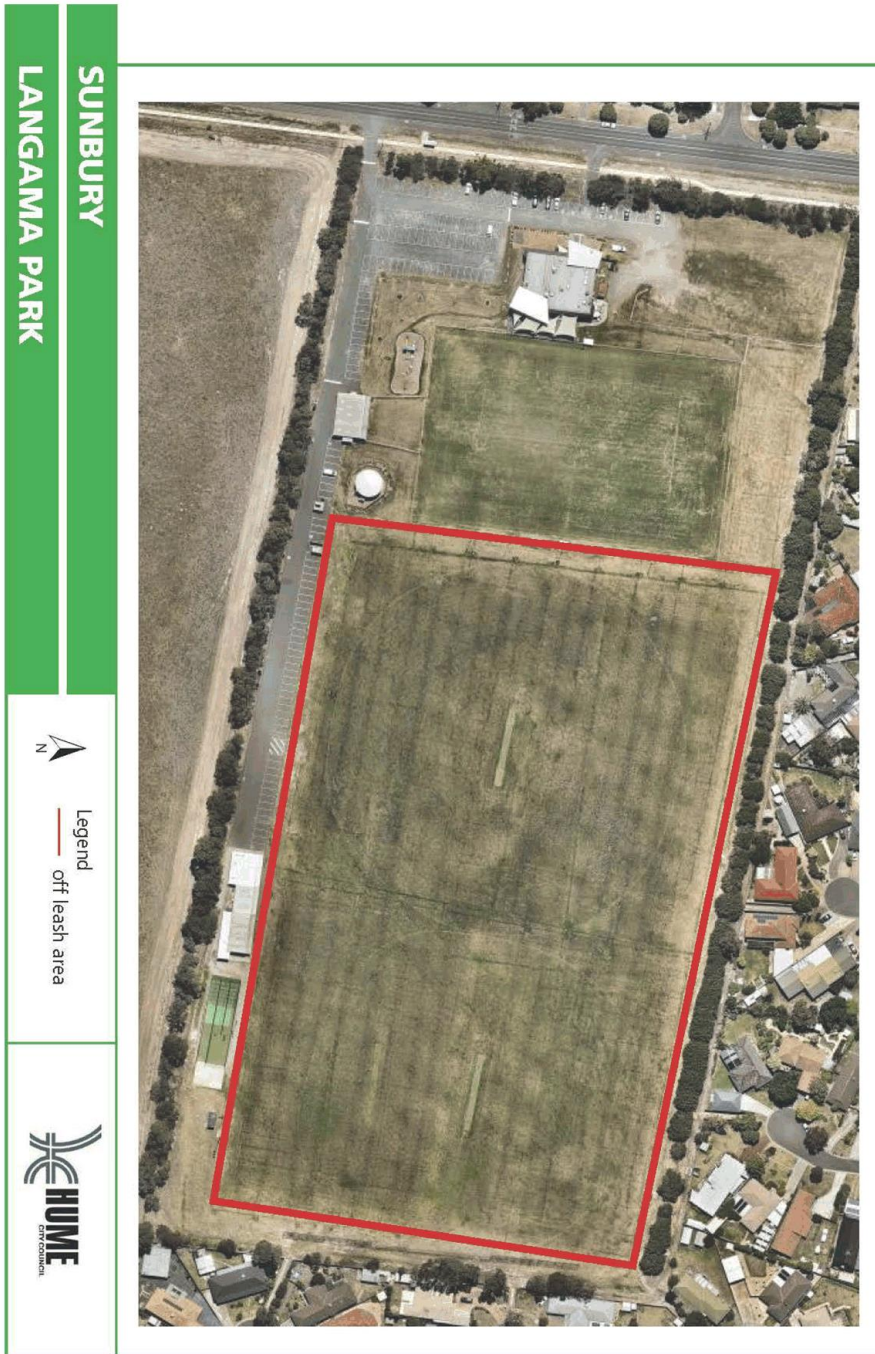 SUNBURY
LANGAMA PARK
N
Legend
off leash area
HUME
CITY COUNCIL